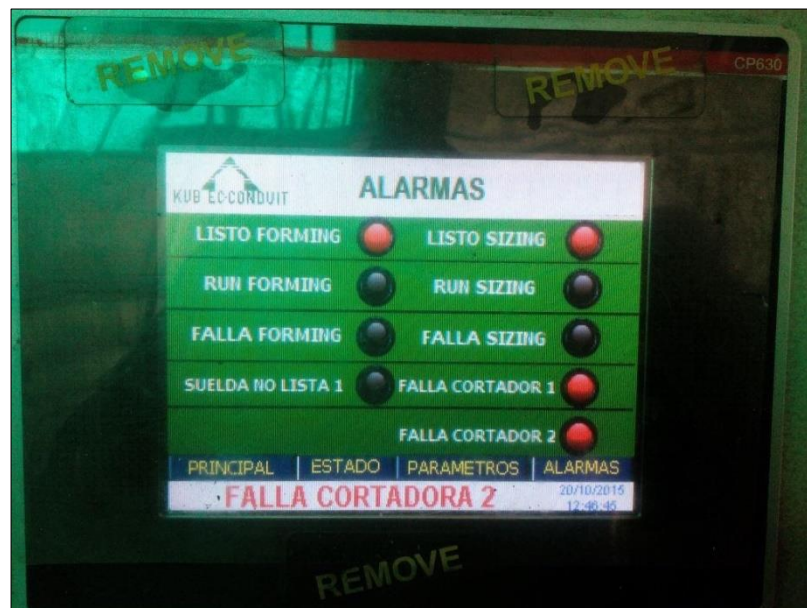 REMOVE
REMOVE
CP630
KUB EC-CONDUIT
ALARMAS
LISTO FORMING
LISTO SIZING
RUN FORMING
RUN SIZING
FALLA FORMING
FALLA SIZING
SUELDA NO LISTA 1
FALLA CORTADOR 1
FALLA CORTADOR 2
PRINCIPAL
ESTADO
PARAMETROS
ALARMAS
FALLA CORTADORA 2
20/10/2015
12:46:45
REMOVE